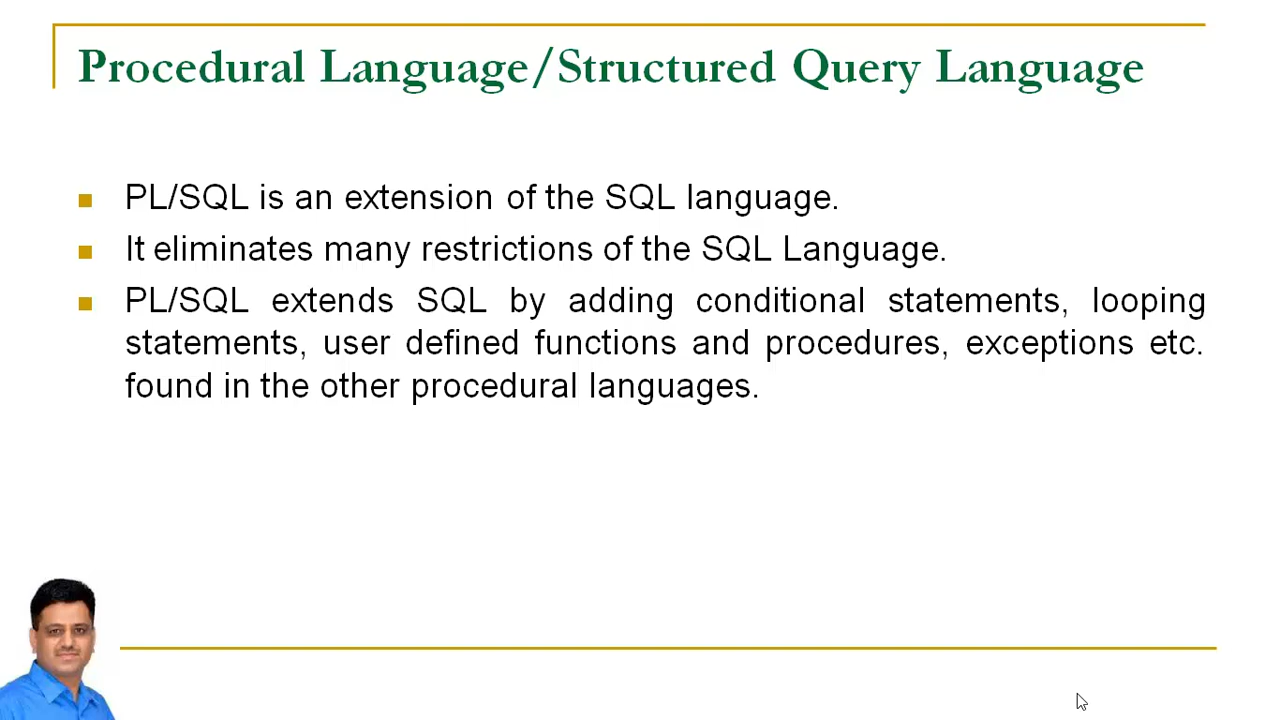 Procedural Language/Structured Query Language
PL/SQL is an extension of the SQL language.
It eliminates many restrictions of the SQL Language.
PL/SQL extends SQL by adding conditional statements, looping
statements, user defined functions and procedures, exceptions etc.
found in the other procedural languages.